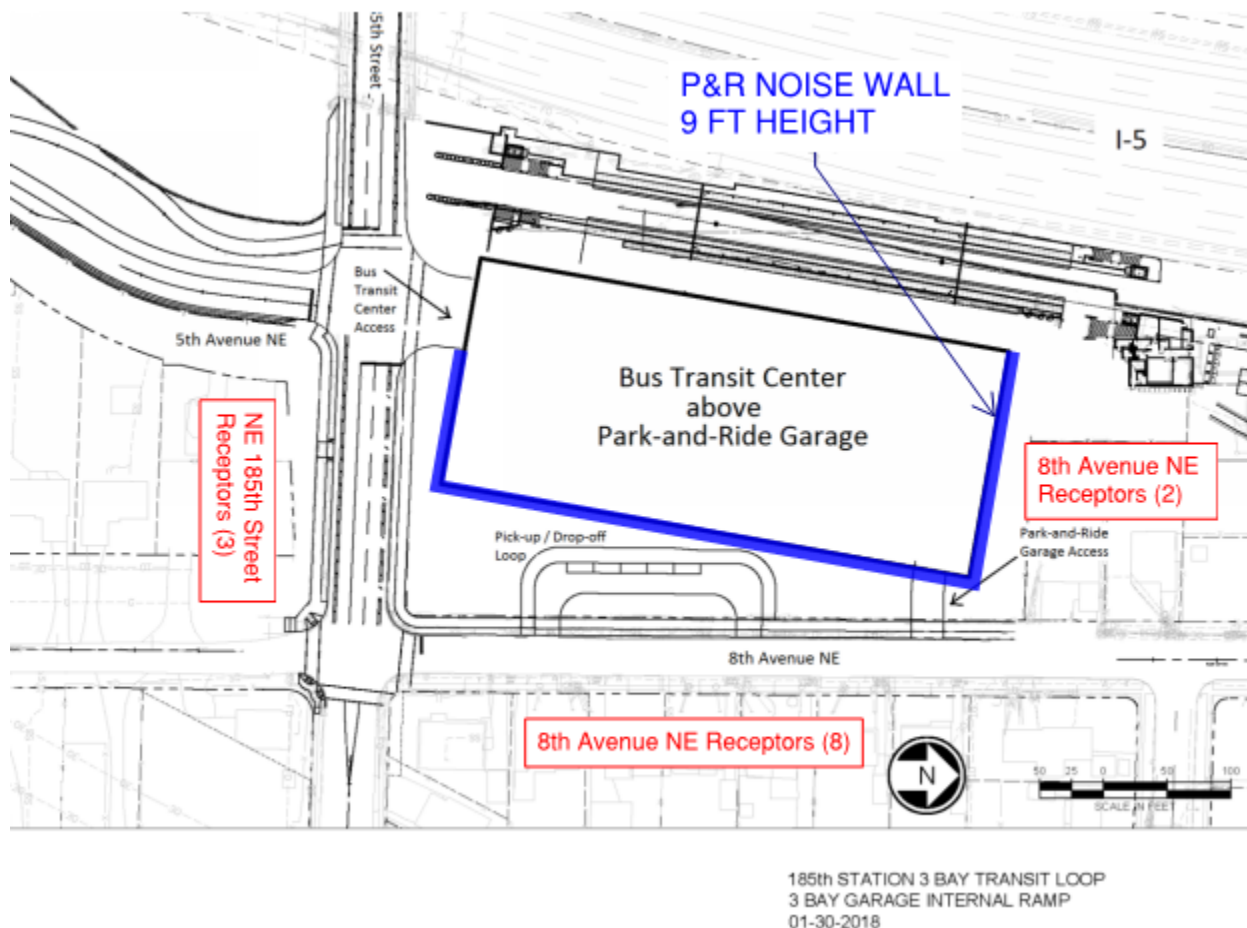 85th Street
P&R NOISE WALL
9 FT HEIGHT
I-5
Bus
Transit
Center
Access
5th Avenue NE
Bus Transit Center
above
Park-and-Ride Garage
NE 185th Street
Receptors (3)
8th Avenue NE
Receptors (2)
Pick-up / Drop-off
Loop
Park-and-Ride
Garage Access
8th Avenue NE
8th Avenue NE Receptors (8)
N
50 25 0 50 100
SCALE IN FEET
185th STATION 3 BAY TRANSIT LOOP
3 BAY GARAGE INTERNAL RAMP
01-30-2018